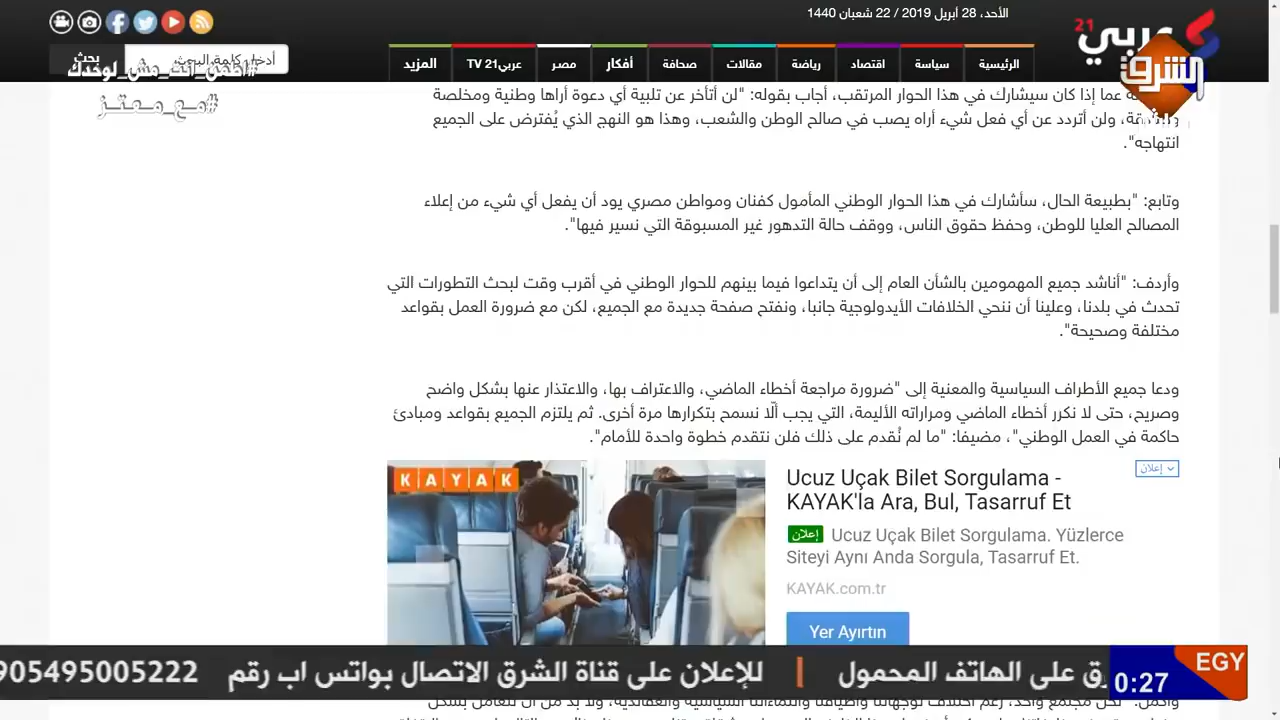 الأحد، 28 أبريل 2019 / 22 شعبان 1440
عربي 21
الشرق
الرئيسية
سياسة
اقتصاد
رياضة
مقالات
صحافة
أفكار
مصر
عربي21 TV
المزيد
أدخل كلمة البحث
بحث
#اطمن_انت_مش_لوحدك
#مع_معتز
عما إذا كان سيشارك في هذا الحوار المرتقب، أجاب بقوله: "لن أتأخر عن تلبية أي دعوة أراها وطنية ومخلصة
ولن أتردد عن أي فعل شيء أراه يصب في صالح الوطن والشعب، وهذا هو النهج الذي يُفترض على الجميع
انتهاجه".
وتابع: "بطبيعة الحال، سأشارك في هذا الحوار الوطني المأمول كفنان ومواطن مصري يود أن يفعل أي شيء من إعلاء
المصالح العليا للوطن، وحفظ حقوق الناس، ووقف حالة التدهور غير المسبوقة التي نسير فيها".
وأردف: "أناشد جميع المهمومين بالشأن العام إلى أن يتداعوا فيما بينهم للحوار الوطني في أقرب وقت لبحث التطورات التي
تحدث في بلدنا، وعلينا أن ننحي الخلافات الأيدولوجية جانبا، ونفتح صفحة جديدة مع الجميع، لكن مع ضرورة العمل بقواعد
مختلفة وصحيحة".
ودعا جميع الأطراف السياسية والمعنية إلى "ضرورة مراجعة أخطاء الماضي، والاعتراف بها، والاعتذار عنها بشكل واضح
وصريح، حتى لا نكرر أخطاء الماضي ومراراته الأليمة، التي يجب ألّا نسمح بتكرارها مرة أخرى. ثم يلتزم الجميع بقواعد ومبادئ
حاكمة في العمل الوطني"، مضيفا: "ما لم نُقدم على ذلك فلن نتقدم خطوة واحدة للأمام".
إعلان
KAYAK
Ucuz Uçak Bilet Sorgulama -
KAYAK'la Ara, Bul, Tasarruf Et
إعلان Ucuz Uçak Bilet Sorgulama. Yüzlerce
Siteyi Aynı Anda Sorgula, Tasarruf Et.
KAYAK.com.tr
Yer Ayırtın
رق على الهاتف المحمول | للإعلان على قناة الشرق الاتصال بواتس اب رقم 905495005222
EGY
0:27